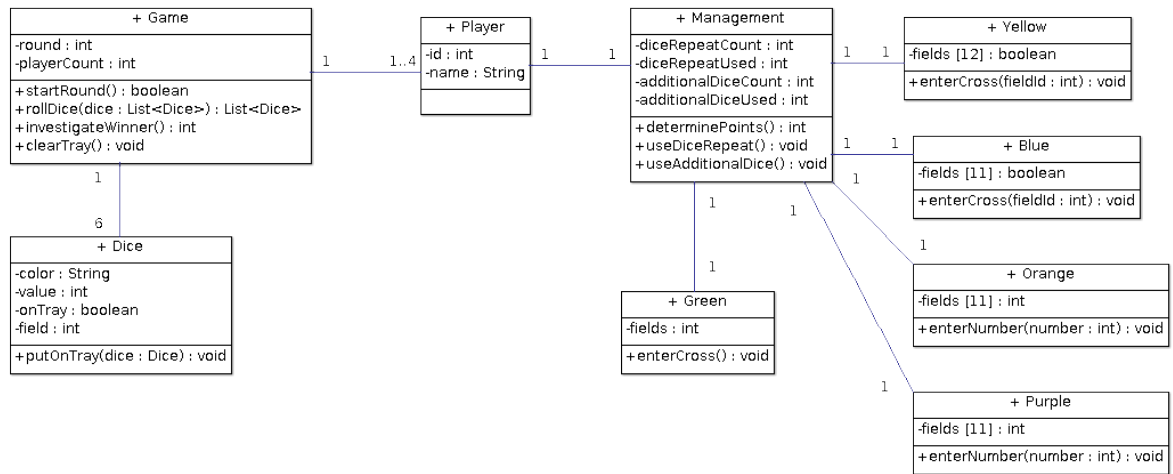 + Game
-round : int
-playerCount : int
+startRound() : boolean
+rollDice(dice : List<Dice>) : List<Dice>
+investigateWinner() : int
+clearTray() : void
1
1..4
+ Player
-id : int
-name : String
1
1
+ Management
-diceRepeatCount : int
-diceRepeatUsed : int
-additionalDiceCount : int
-additionalDiceUsed : int
+determinePoints() : int
+useDiceRepeat() : void
+useAdditionalDice() : void
1
1
+ Yellow
-fields [12] : boolean
+enterCross(fieldId : int) : void
1
1
+ Blue
-fields [11] : boolean
+enterCross(fieldId : int) : void
1
1
+ Orange
-fields [11] : int
+enterNumber(number : int) : void
1
1
+ Purple
-fields [11] : int
+enterNumber(number : int) : void
1
1
+ Green
-fields : int
+enterCross() : void
1
6
+ Dice
-color : String
-value : int
-onTray : boolean
-field : int
+putOnTray(dice : Dice) : void